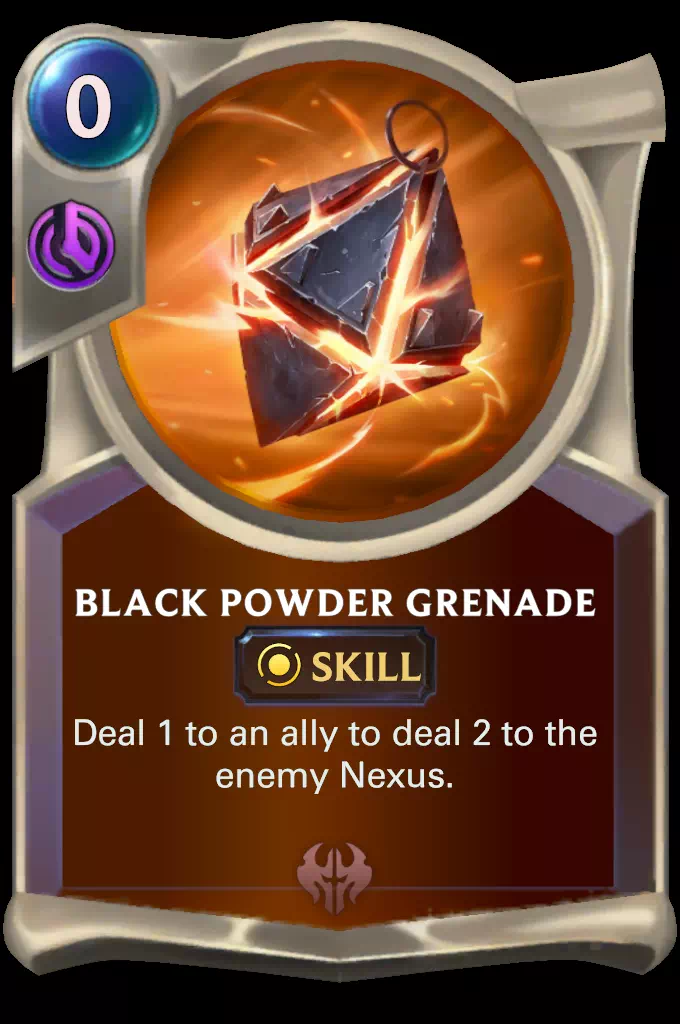 0
BLACK POWDER GRENADE
SKILL
Deal 1 to an ally to deal 2 to the
enemy Nexus.